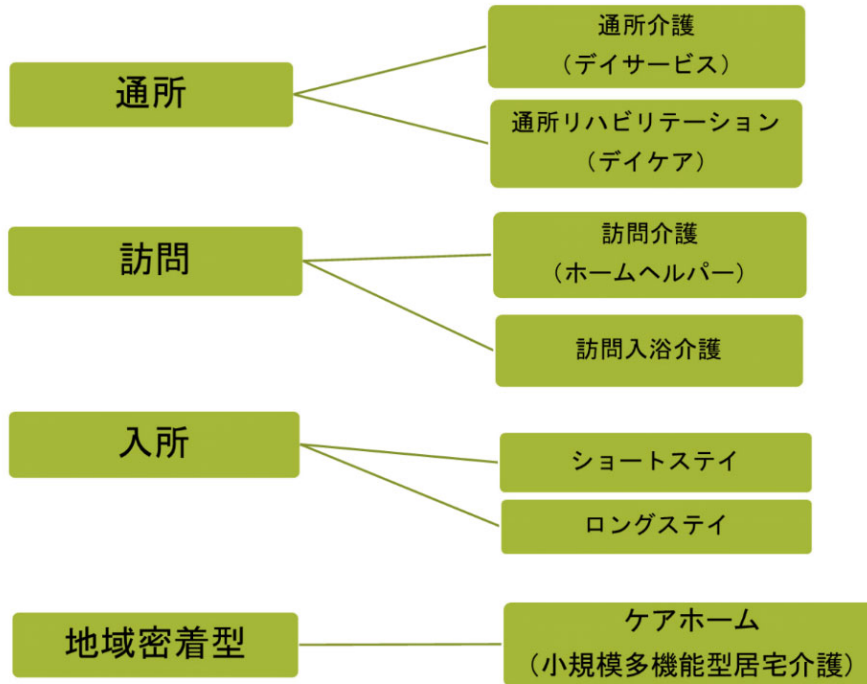 通所
通所介護
（デイサービス）
通所リハビリテーション
（デイケア）
訪問
訪問介護
（ホームヘルパー）
訪問入浴介護
入所
ショートステイ
ロングステイ
地域密着型
ケアホーム
（小規模多機能型居宅介護）